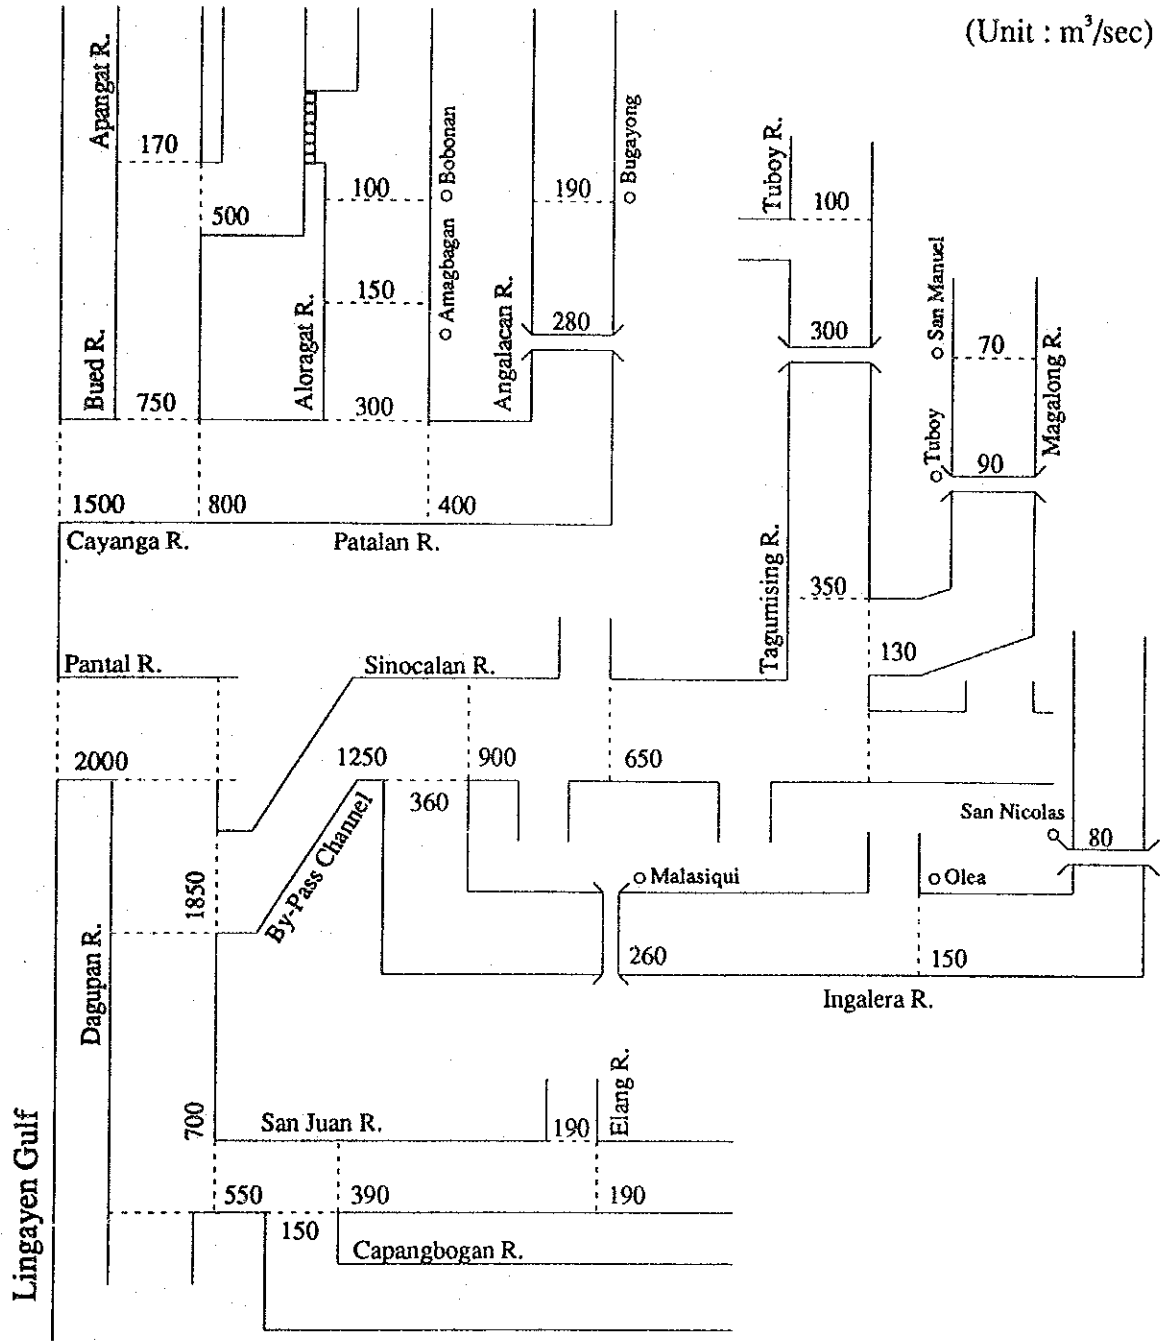 (Unit : m³/sec)
Apangat R.
170
500
100
Bobonan
190
Bugayong
Tuboy R.
100
Amagbagan
150
Aloragat R.
Angalacan R.
280
300
San Manuel
70
Magalong R.
Bued R.
750
300
Tuboy
90
1500
800
400
Cayanga R.
Patalan R.
Tagumising R.
350
130
Pantal R.
Sinocalan R.
2000
1250
900
650
360
San Nicolas
80
By-Pass Channel
1850
Malasiqui
Olea
Dagupan R.
260
150
Ingalera R.
Lingayen Gulf
700
San Juan R.
190
Elang R.
550
390
190
150
Capangbogan R.